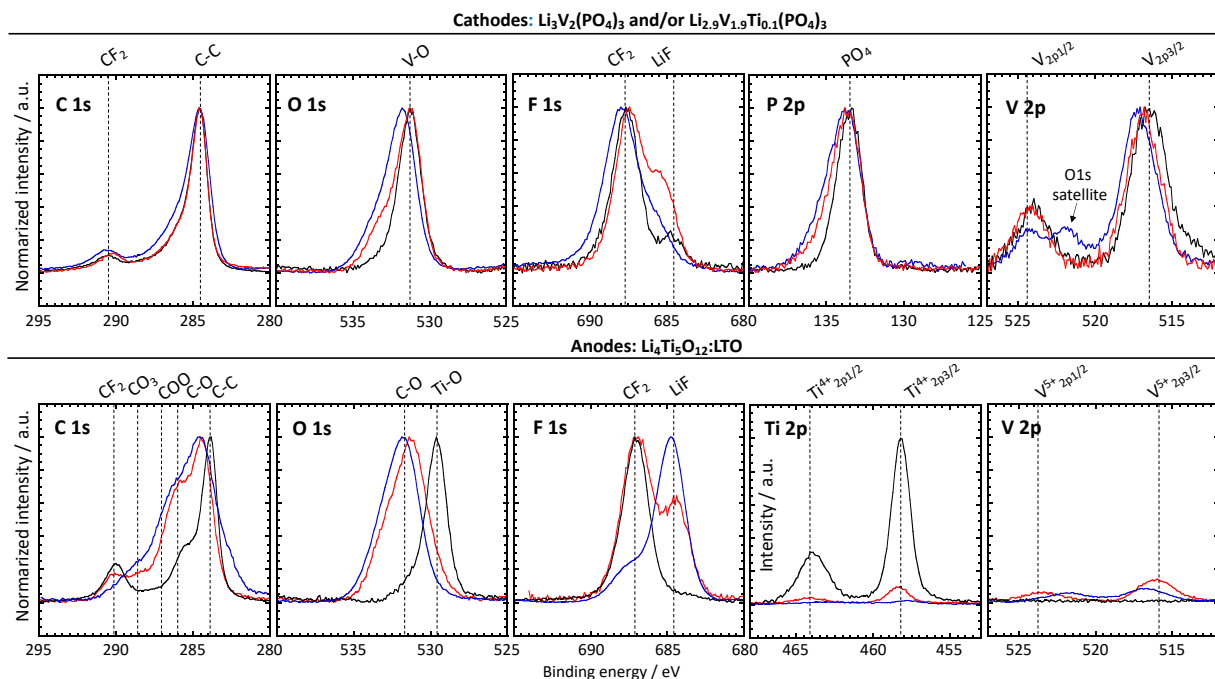 Cathodes: Li3V2(PO4)3 and/or Li2.9V1.9Ti0.1(PO4)3
CF2 C-C V-O CF2 LiF PO4 V2p1/2 V2p3/2
C 1s O 1s F 1s P 2p V 2p
O1s
satellite
Normarized intensity / a.u.
295 290 285 280 535 530 525 690 685 680 135 130 125 525 520 515
Anodes: Li4Ti5O12:LTO
CF2 CO3 COO C-O C-C C-O Ti-O CF2 LiF Ti4+ 2p1/2 Ti4+ 2p3/2 V5+ 2p1/2 V5+ 2p3/2
C 1s O 1s F 1s Ti 2p V 2p
Normarized intensity / a.u.
Intensity / a.u.
295 290 285 280 535 530 525 690 685 680 465 460 455 525 520 515
Binding energy / eV